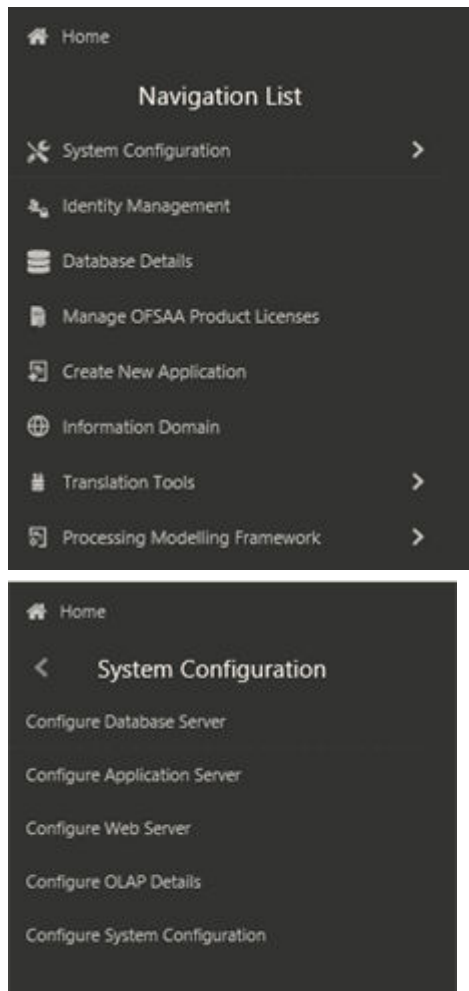 Home
Navigation List
System Configuration
Identity Management
Database Details
Manage OFSAA Product Licenses
Create New Application
Information Domain
Translation Tools
Processing Modelling Framework
Home
System Configuration
Configure Database Server
Configure Application Server
Configure Web Server
Configure OLAP Details
Configure System Configuration